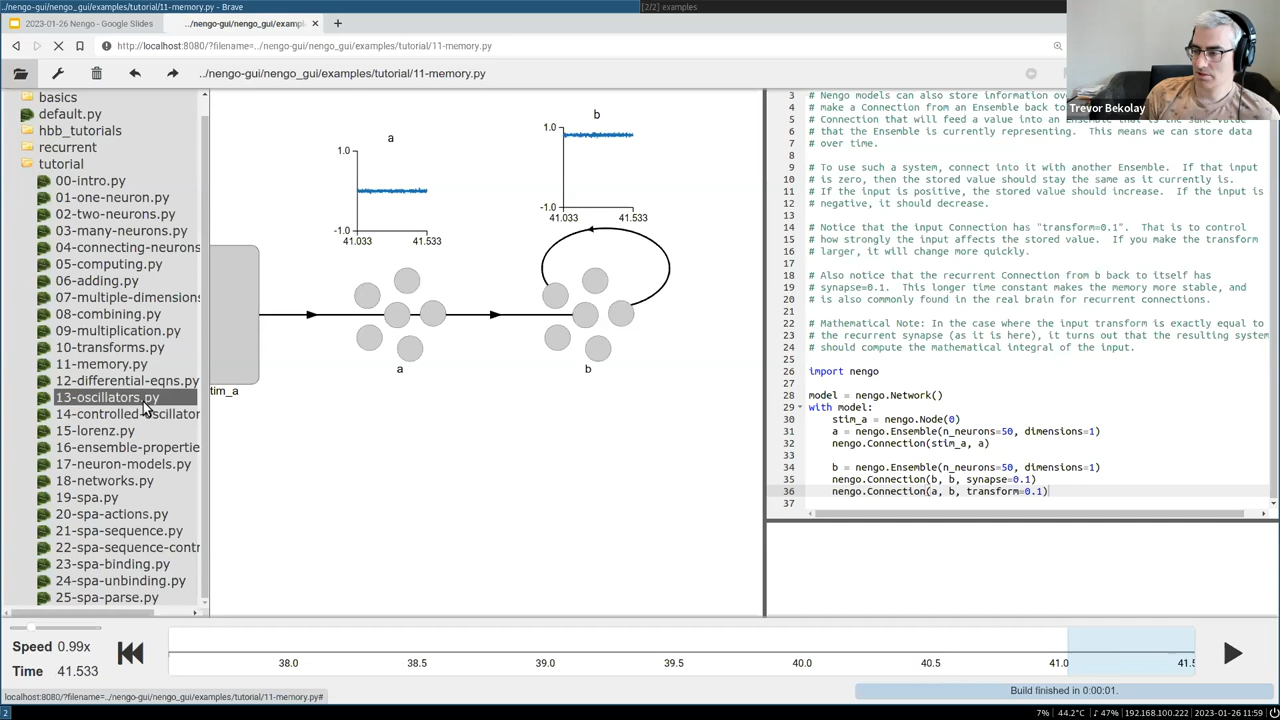 ../nengo-gui/nengo_gui/examples/tutorial/11-memory.py - Brave
[2/2] examples
2023-01-26 Nengo - Google Slides
.../nengo-gui/nengo_gui/exampl
http://localhost:8080/?filename=../nengo-gui/nengo_gui/examples/tutorial/11-memory.py
../nengo-gui/nengo_gui/examples/tutorial/11-memory.py
Trevor Bekolay
basics
default.py
hbb_tutorials
recurrent
tutorial
00-intro.py
01-one-neuron.py
02-two-neurons.py
03-many-neurons.py
04-connecting-neurons
05-computing.py
06-adding.py
07-multiple-dimensions
08-combining.py
09-multiplication.py
10-transforms.py
11-memory.py
12-differential-eqns.py
13-oscillators.py
14-controlled-oscillator
15-lorenz.py
16-ensemble-propertie
17-neuron-models.py
18-networks.py
19-spa.py
20-spa-actions.py
21-spa-sequence.py
22-spa-sequence-contr
23-spa-binding.py
24-spa-unbinding.py
25-spa-parse.py
a
1.0
-1.0
41.033
41.533
b
1.0
-1.0
41.033
41.533
tim_a
a
b
3 # Nengo models can also store information ov
4 # make a Connection from an Ensemble back to
5 # Connection that will feed a value into an Ensemble that is the same value
6 # that the Ensemble is currently representing.  This means we can store data
7 # over time.
8
9 # To use such a system, connect into it with another Ensemble.  If that input
10 # is zero, then the stored value should stay the same as it currently is.
11 # If the input is positive, the stored value should increase.  If the input is
12 # negative, it should decrease.
13
14 # Notice that the input Connection has "transform=0.1".  That is to control
15 # how strongly the input affects the stored value.  If you make the transform
16 # larger, it will change more quickly.
17
18 # Also notice that the recurrent Connection from b back to itself has
19 # synapse=0.1.  This longer time constant makes the memory more stable, and
20 # is also commonly found in the real brain for recurrent connections.
21
22 # Mathematical Note: In the case where the input transform is exactly equal to
23 # the recurrent synapse (as it is here), it turns out that the resulting system
24 # should compute the mathematical integral of the input.
25
26 import nengo
27
28 model = nengo.Network()
29 with model:
30     stim_a = nengo.Node(0)
31     a = nengo.Ensemble(n_neurons=50, dimensions=1)
32     nengo.Connection(stim_a, a)
33
34     b = nengo.Ensemble(n_neurons=50, dimensions=1)
35     nengo.Connection(b, b, synapse=0.1)
36     nengo.Connection(a, b, transform=0.1)
37
Speed 0.99x
Time 41.533
38.0 38.5 39.0 39.5 40.0 40.5 41.0 41.5
localhost:8080/?filename=../nengo-gui/nengo_gui/examples/tutorial/11-memory.py#
Build finished in 0:00:01.
2
7% 44.2°C 47% 192.168.100.222 2023-01-26 11:59